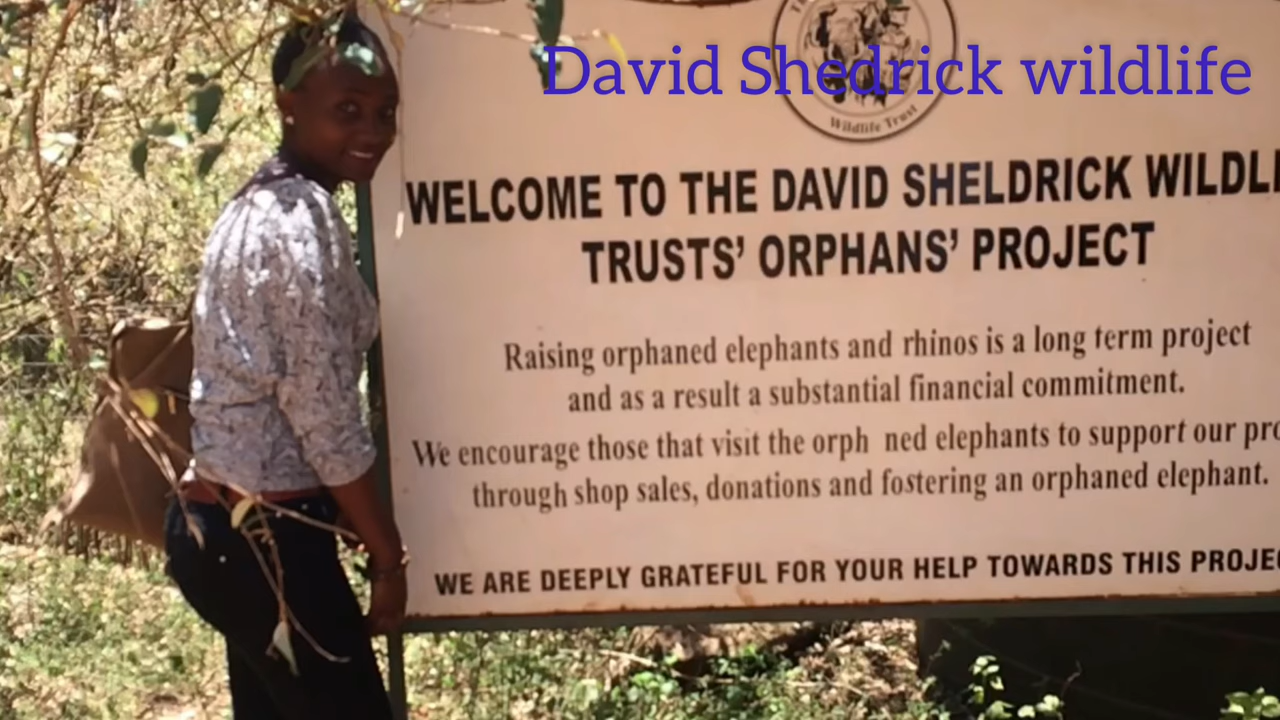 David Shedrick wildlife
Wildlife Trust
WELCOME TO THE DAVID SHELDRICK WILDLI
TRUSTS' ORPHANS' PROJECT
Raising orphaned elephants and rhinos is a long term project
and as a result a substantial financial commitment.
We encourage those that visit the orph ned elephants to support our pro
through shop sales, donations and fostering an orphaned elephant.
WE ARE DEEPLY GRATEFUL FOR YOUR HELP TOWARDS THIS PROJEC